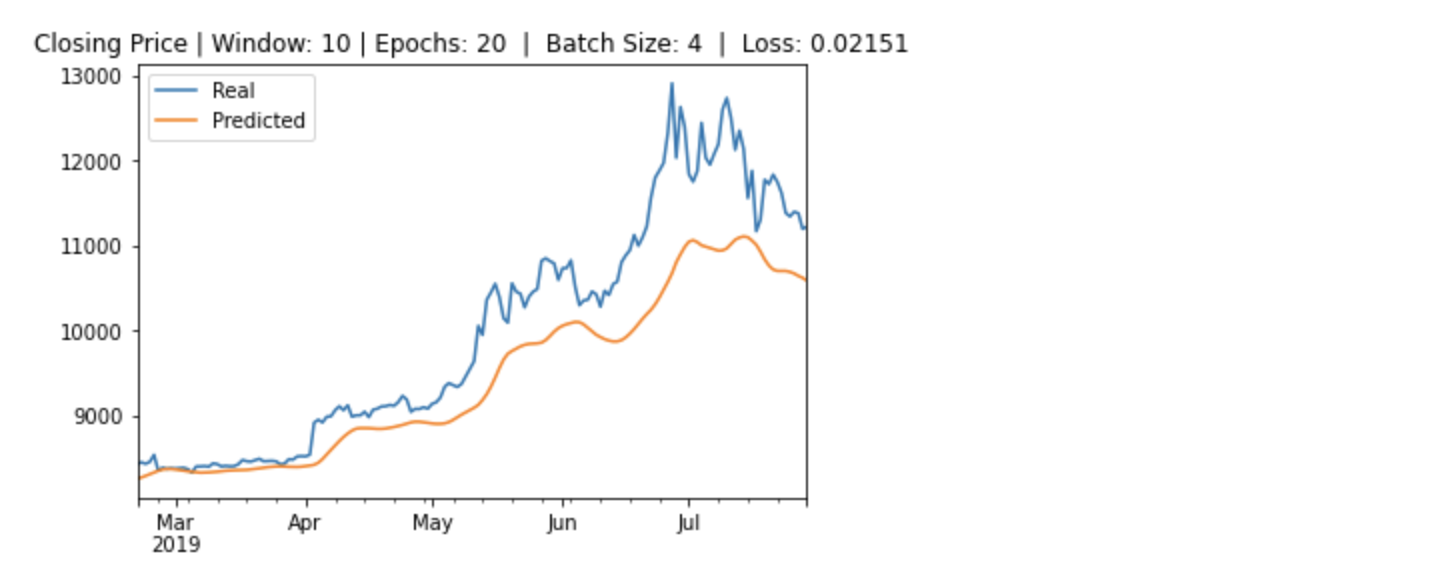 Closing Price | Window: 10 | Epochs: 20 | Batch Size: 4 | Loss: 0.02151
13000
Real
Predicted
12000
11000
10000
9000
Mar Apr May Jun Jul
2019